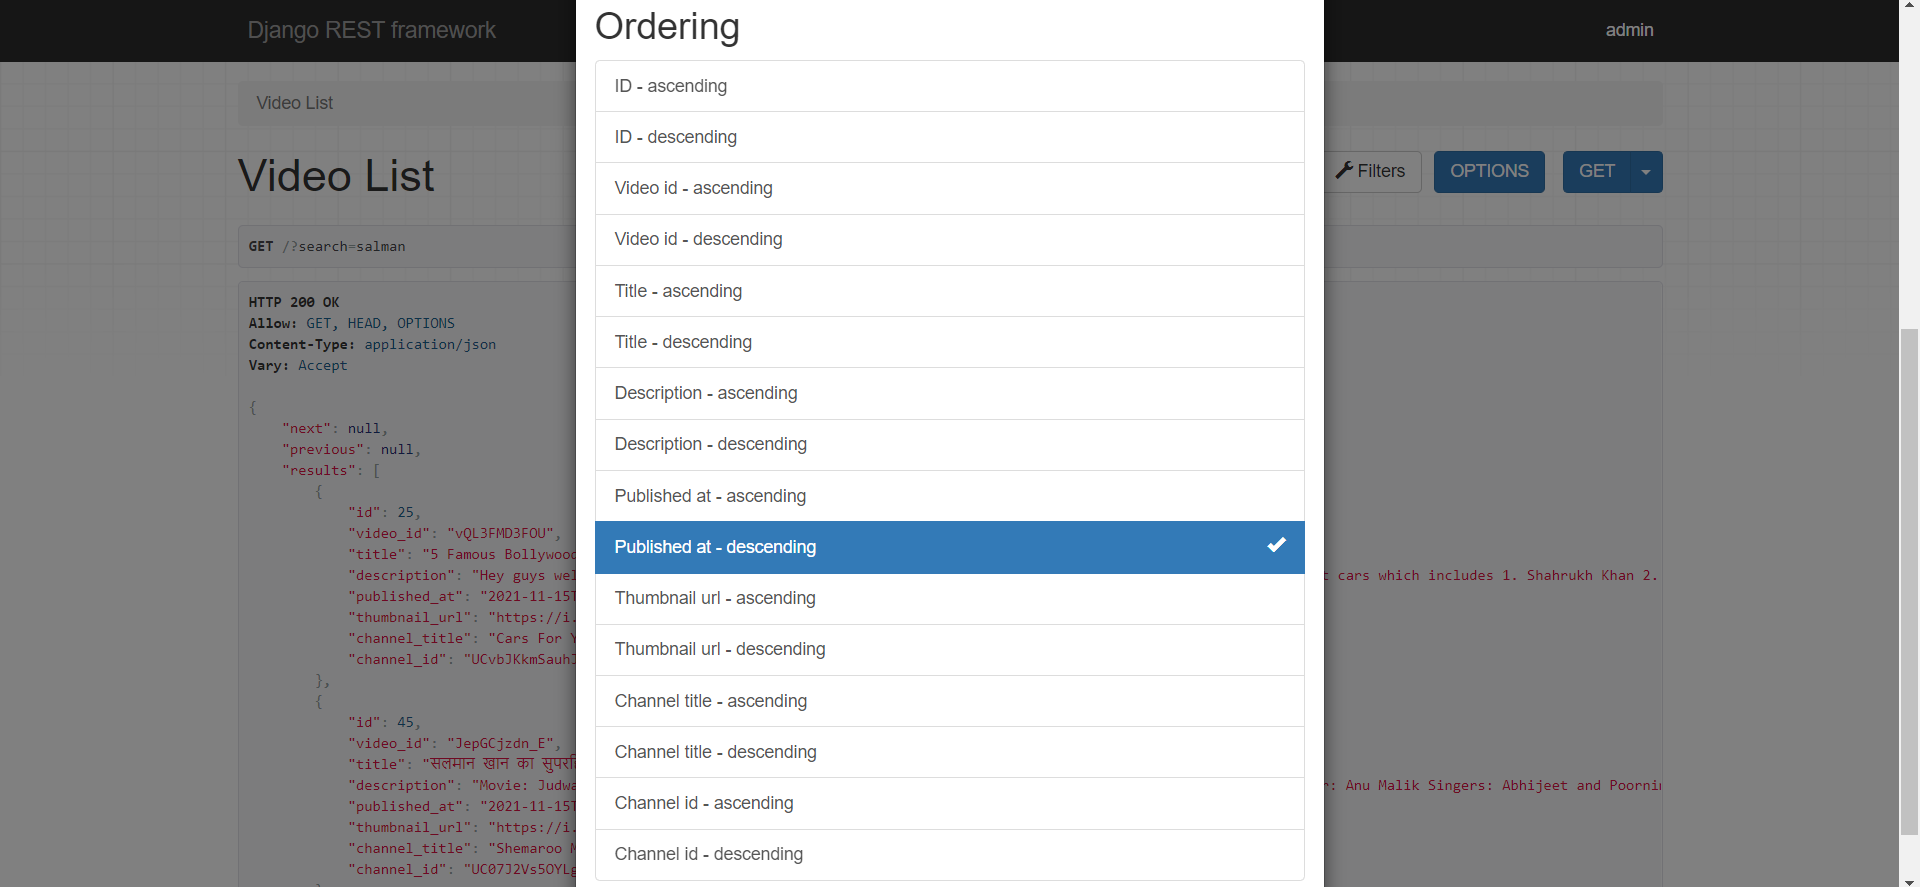 Django REST framework
admin
Video List
Video List
Filters
OPTIONS
GET
GET /?search=salman
HTTP 200 OK
Allow: GET, HEAD, OPTIONS
Content-Type: application/json
Vary: Accept
{
"next": null,
"previous": null,
"results": [
{
"id": 25,
"video_id": "vQL3FMD3FOU",
"title": "5 Famous Bollywood
"description": "Hey guys wel
t cars which includes 1. Shahrukh Khan 2.
"published_at": "2021-11-15T
"thumbnail_url": "https://i.
"channel_title": "Cars For Y
"channel_id": "UCvbJKkmSauhI
},
{
"id": 45,
"video_id": "JepGCjzdn_E",
"title": "सलमान खान का सुपरहि
"description": "Movie: Judwa
r: Anu Malik Singers: Abhijeet and Poornim
"published_at": "2021-11-15T
"thumbnail_url": "https://i.
"channel_title": "Shemaroo M
"channel_id": "UC07J2Vs5OYLg
Ordering
ID - ascending
ID - descending
Video id - ascending
Video id - descending
Title - ascending
Title - descending
Description - ascending
Description - descending
Published at - ascending
Published at - descending
Thumbnail url - ascending
Thumbnail url - descending
Channel title - ascending
Channel title - descending
Channel id - ascending
Channel id - descending